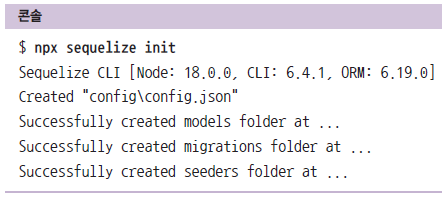 콘솔
$ npx sequelize init
Sequelize CLI [Node: 18.0.0, CLI: 6.4.1, ORM: 6.19.0]
Created "config\config.json"
Successfully created models folder at ...
Successfully created migrations folder at ...
Successfully created seeders folder at ...